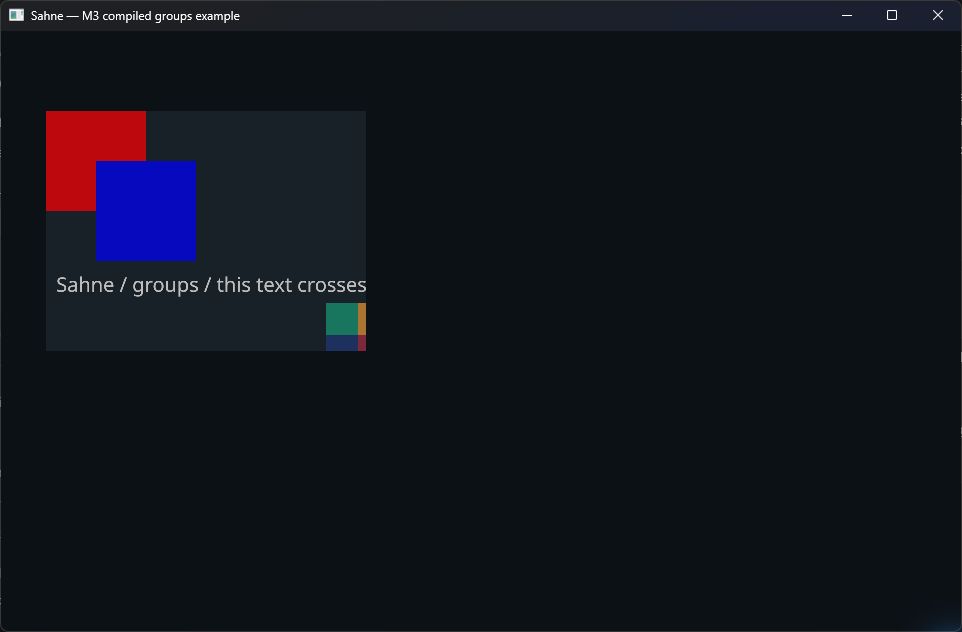 Sahne — M3 compiled groups example
Sahne / groups / this text crosses